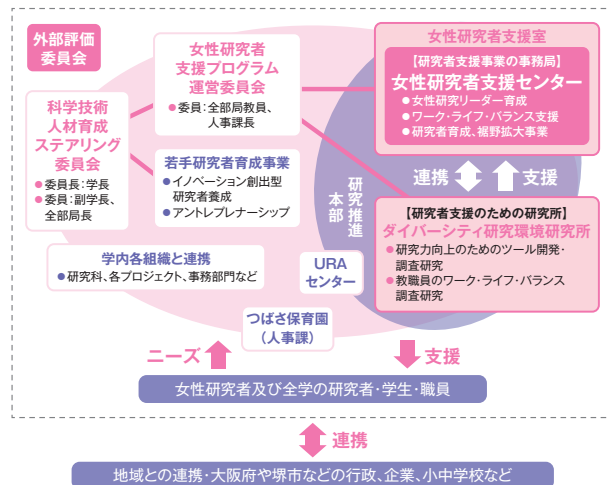 外部評価
委員会
女性研究者
支援プログラム
運営委員会
●委員:全部局教員、
人事課長
女性研究者支援室
【研究者支援事業の事務局】
女性研究者支援センター
●女性研究リーダー育成
●ワーク・ライフ・バランス支援
●研究者育成、裾野拡大事業
科学技術
人材育成
ステアリング
委員会
●委員長:学長
●委員:副学長、
全部局長
若手研究者育成事業
●イノベーション創出型
研究者養成
●アントレプレナーシップ
研究推進
本部
連携
支援
【研究者支援のための研究所】
ダイバーシティ研究環境研究所
●研究力向上のためのツール開発・
調査研究
●教職員のワーク・ライフ・バランス
調査研究
学内各組織と連携
●研究科、各プロジェクト、事務部門など
URA
センター
つばさ保育園
(人事課)
ニーズ
支援
女性研究者及び全学の研究者・学生・職員
連携
地域との連携・大阪府や堺市などの行政、企業、小中学校など